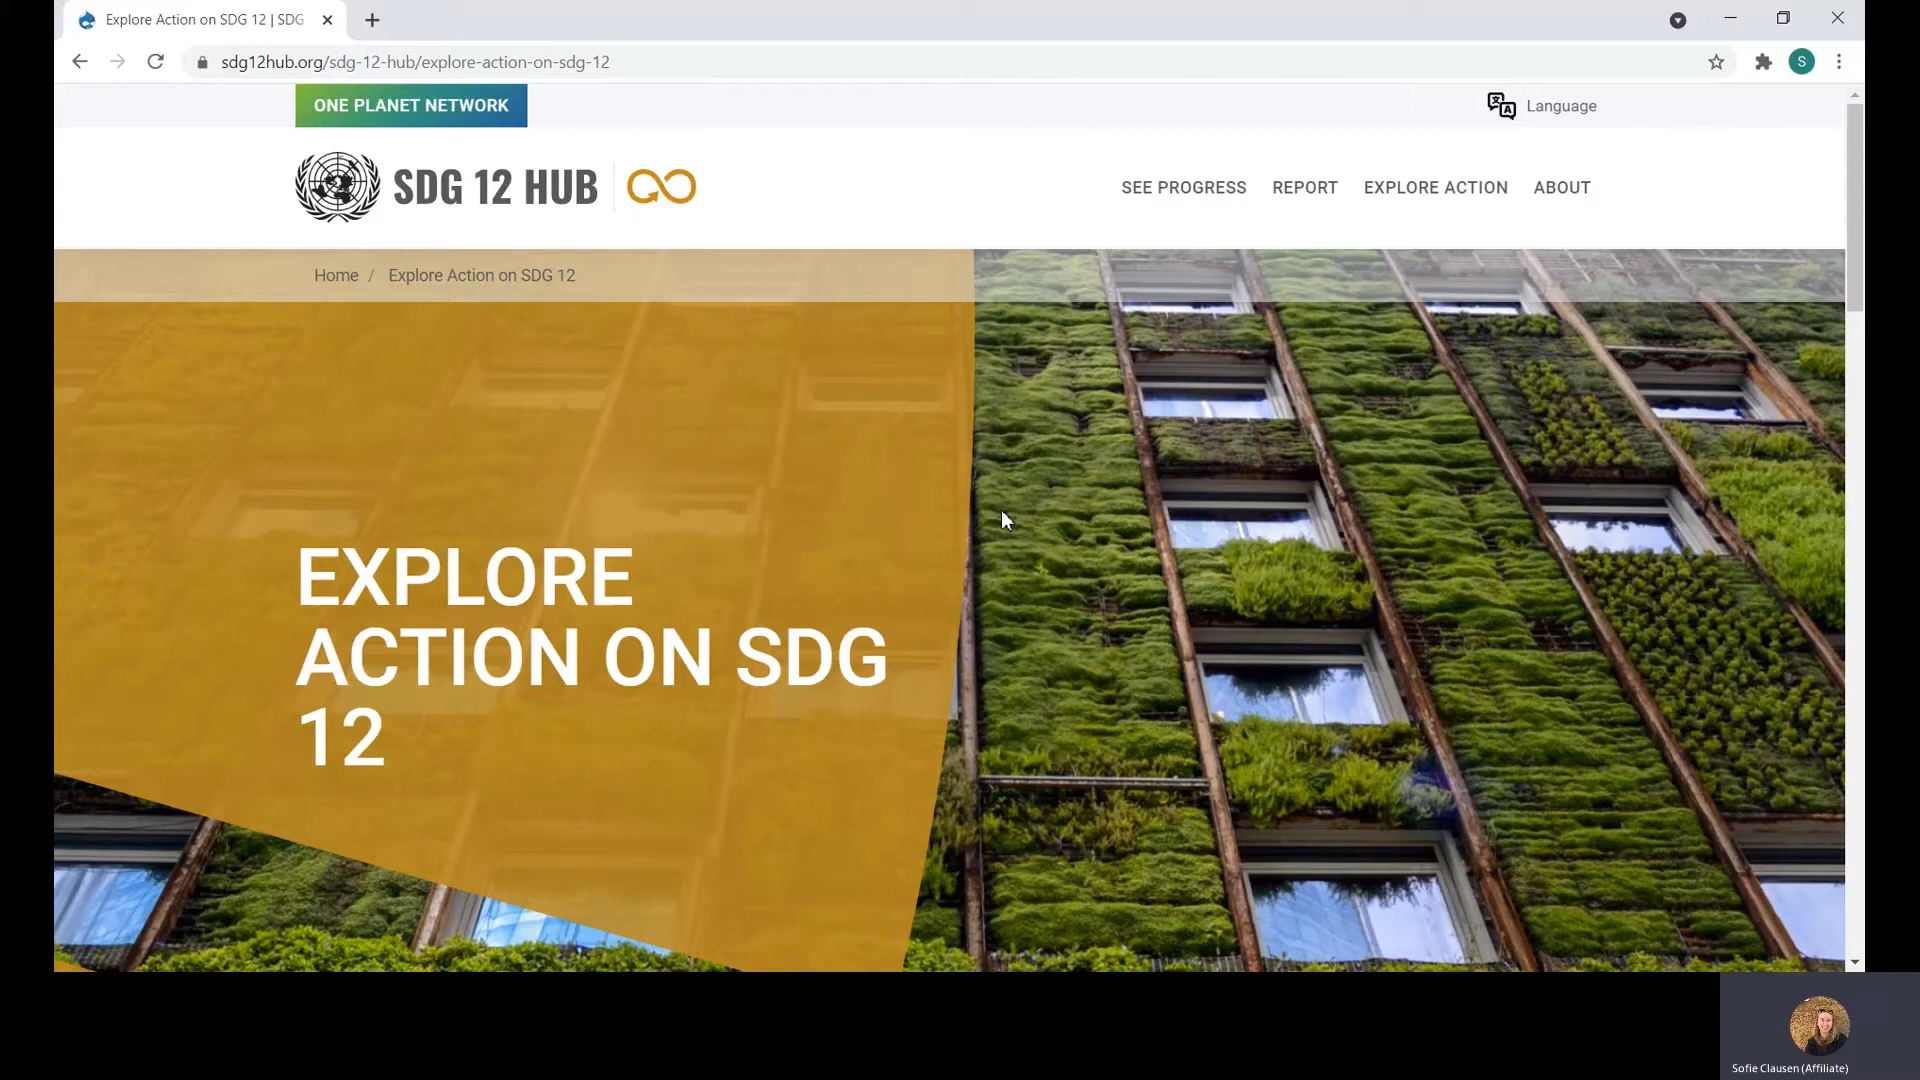 Explore Action on SDG 12 | SDG
sdg12hub.org/sdg-12-hub/explore-action-on-sdg-12
S
ONE PLANET NETWORK
Language
SDG 12 HUB
SEE PROGRESS
REPORT
EXPLORE ACTION
ABOUT
Home / Explore Action on SDG 12
EXPLORE
ACTION ON SDG
12
Sofie Clausen (Affiliate)